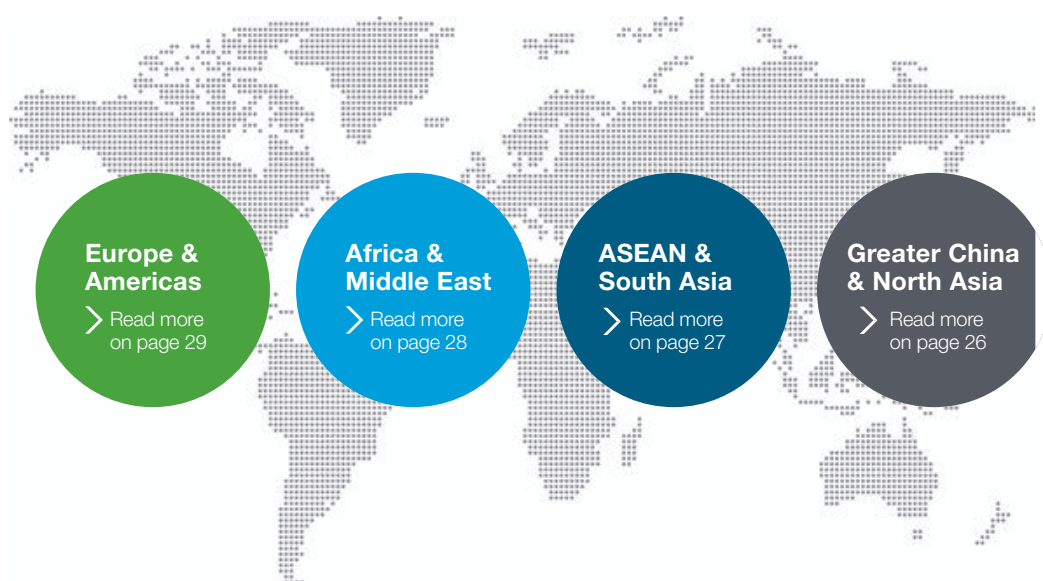 Europe &
Americas
Read more
on page 29
Africa &
Middle East
Read more
on page 28
ASEAN &
South Asia
Read more
on page 27
Greater China
& North Asia
Read more
on page 26